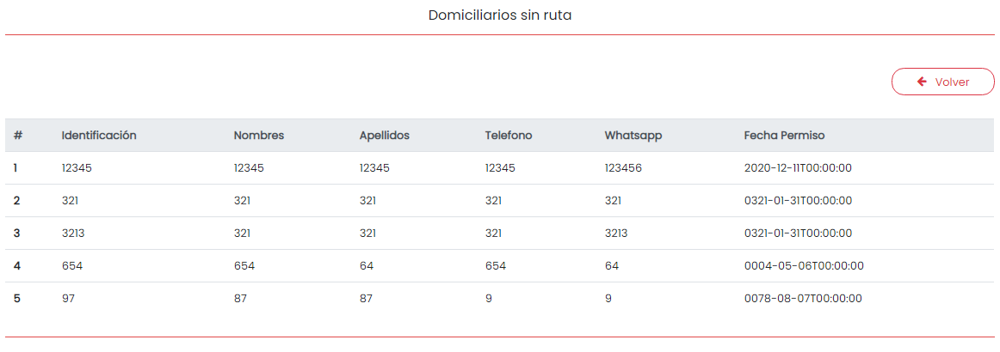 Domiciliarios sin ruta
Volver
# Identificación Nombres Apellidos Telefono Whatsapp Fecha Permiso
1 12345 12345 12345 12345 123456 2020-12-11T00:00:00
2 321 321 321 321 321 0321-01-31T00:00:00
3 3213 321 321 321 3213 0321-01-31T00:00:00
4 654 654 64 654 64 0004-05-06T00:00:00
5 97 87 87 9 9 0078-08-07T00:00:00